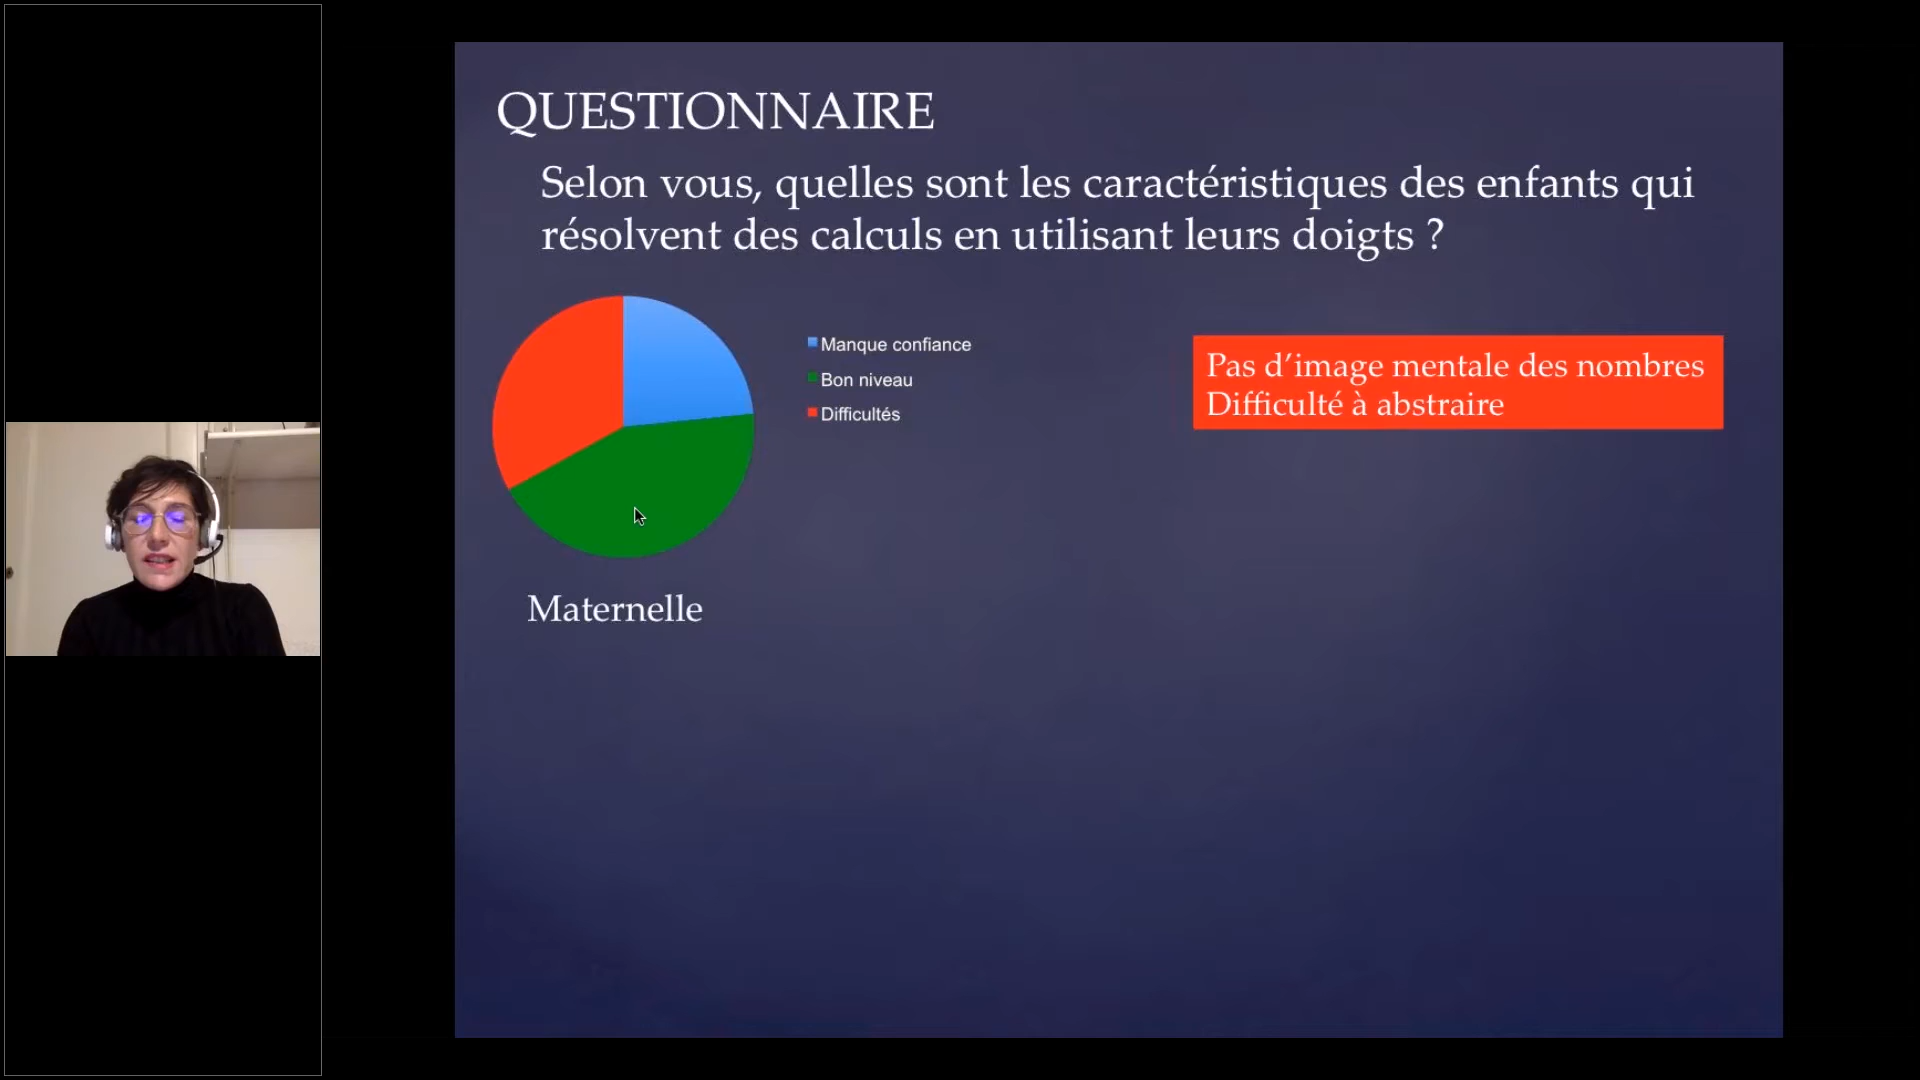 QUESTIONNAIRE
Selon vous, quelles sont les caractéristiques des enfants qui
résolvent des calculs en utilisant leurs doigts ?
Manque confiance
Bon niveau
Difficultés
Pas d’image mentale des nombres
Difficulté à abstraire
Maternelle